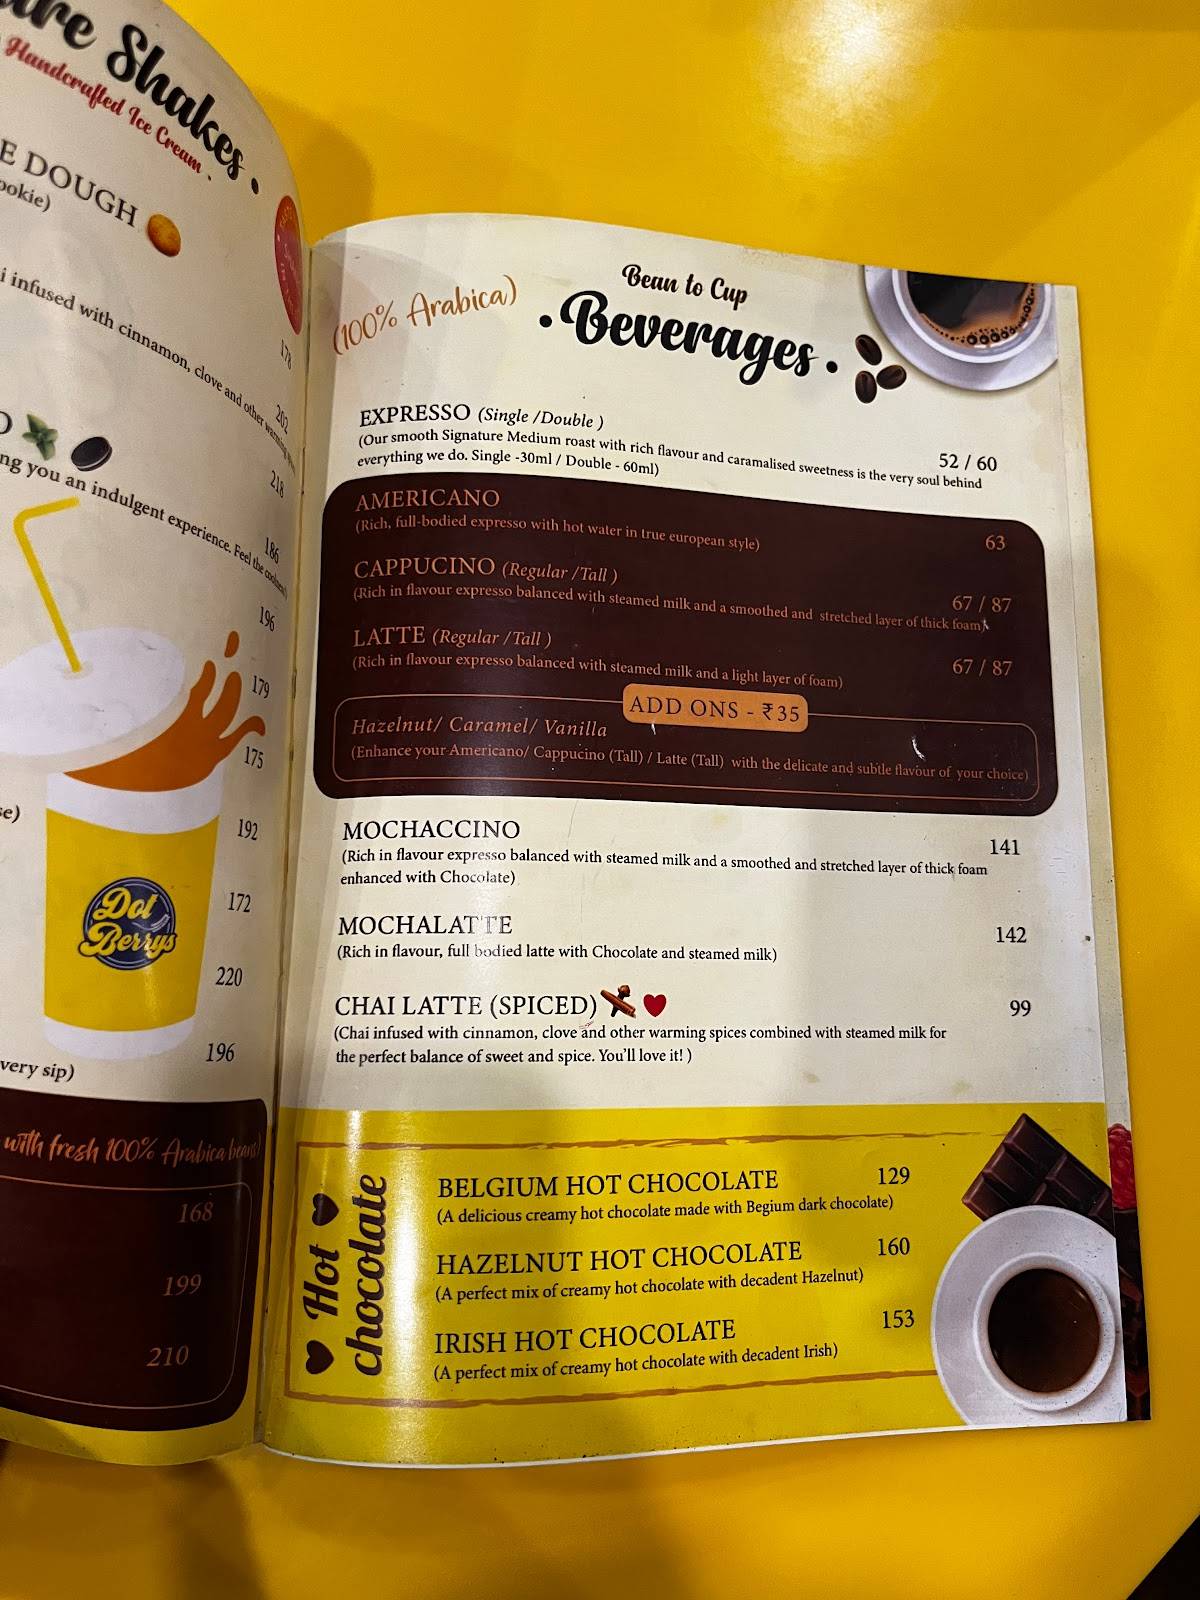 Shakes.
Handcrafted Ice Cream.
E DOUGH
ookie)
178
i infused with cinnamon, clove and other warming
202
218
ng you an indulgent experience. Feel the coolness!
186
196
179
175
se)
192
172
220
196
very sip)
Dot
Berrys
with fresh 100% Arabica beans)
168
199
210
(100% Arabica)
Bean to Cup
• Beverages •
EXPRESSO (Single /Double )
(Our smooth Signature Medium roast with rich flavour and caramalised sweetness is the very soul behind
everything we do. Single -30ml / Double - 60ml)
52 / 60
AMERICANO
(Rich, full-bodied expresso with hot water in true european style)
63
CAPPUCINO (Regular /Tall )
(Rich in flavour expresso balanced with steamed milk and a smoothed and stretched layer of thick foam)
67 / 87
LATTE (Regular /Tall )
(Rich in flavour expresso balanced with steamed milk and a light layer of foam)
67 / 87
ADD ONS - ₹35
Hazelnut/ Caramel/ Vanilla
(Enhance your Americano/ Cappucino (Tall) / Latte (Tall) with the delicate and subtle flavour of your choice)
MOCHACCINO
141
(Rich in flavour expresso balanced with steamed milk and a smoothed and stretched layer of thick foam
enhanced with Chocolate)
MOCHALATTE
142
(Rich in flavour, full bodied latte with Chocolate and steamed milk)
CHAI LATTE (SPICED)
99
(Chai infused with cinnamon, clove and other warming spices combined with steamed milk for
the perfect balance of sweet and spice. You'll love it! )
Hot
chocolate
BELGIUM HOT CHOCOLATE 129
(A delicious creamy hot chocolate made with Begium dark chocolate)
HAZELNUT HOT CHOCOLATE 160
(A perfect mix of creamy hot chocolate with decadent Hazelnut)
IRISH HOT CHOCOLATE 153
(A perfect mix of creamy hot chocolate with decadent Irish)